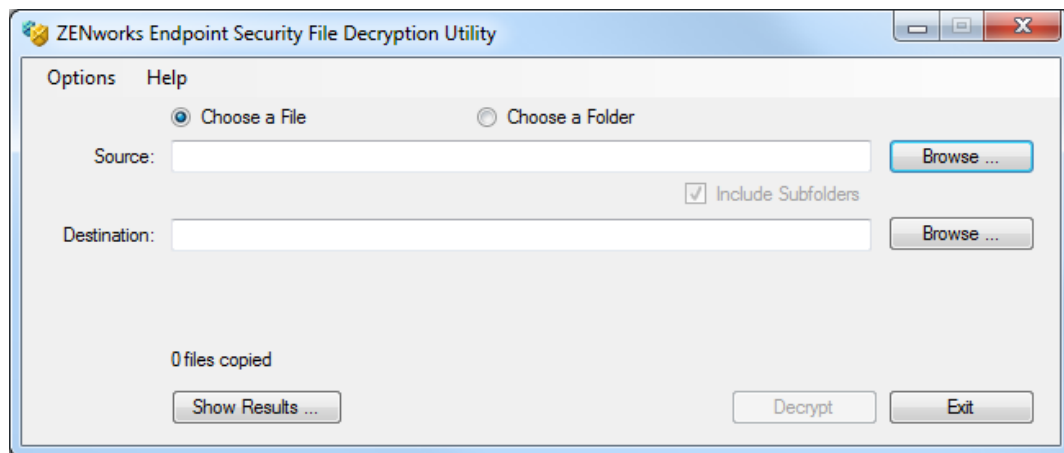 ZENworks Endpoint Security File Decryption Utility
Options Help
Choose a File Choose a Folder
Source: Browse ...
Include Subfolders
Destination: Browse ...
0 files copied
Show Results ... Decrypt Exit